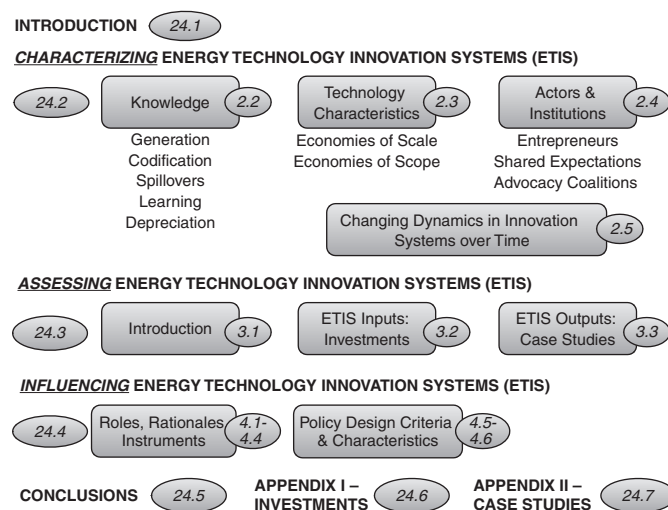 INTRODUCTION 24.1
CHARACTERIZING ENERGY TECHNOLOGY INNOVATION SYSTEMS (ETIS)
24.2
Knowledge 2.2
Generation
Codification
Spillovers
Learning
Depreciation
Technology
Characteristics 2.3
Economies of Scale
Economies of Scope
Actors &
Institutions 2.4
Entrepreneurs
Shared Expectations
Advocacy Coalitions
Changing Dynamics in Innovation
Systems over Time 2.5
ASSESSING ENERGY TECHNOLOGY INNOVATION SYSTEMS (ETIS)
24.3
Introduction 3.1
ETIS Inputs:
Investments 3.2
ETIS Outputs:
Case Studies 3.3
INFLUENCING ENERGY TECHNOLOGY INNOVATION SYSTEMS (ETIS)
24.4
Roles, Rationales
Instruments
4.1-
4.4
Policy Design Criteria
& Characteristics
4.5-
4.6
CONCLUSIONS 24.5
APPENDIX I –
INVESTMENTS 24.6
APPENDIX II –
CASE STUDIES 24.7